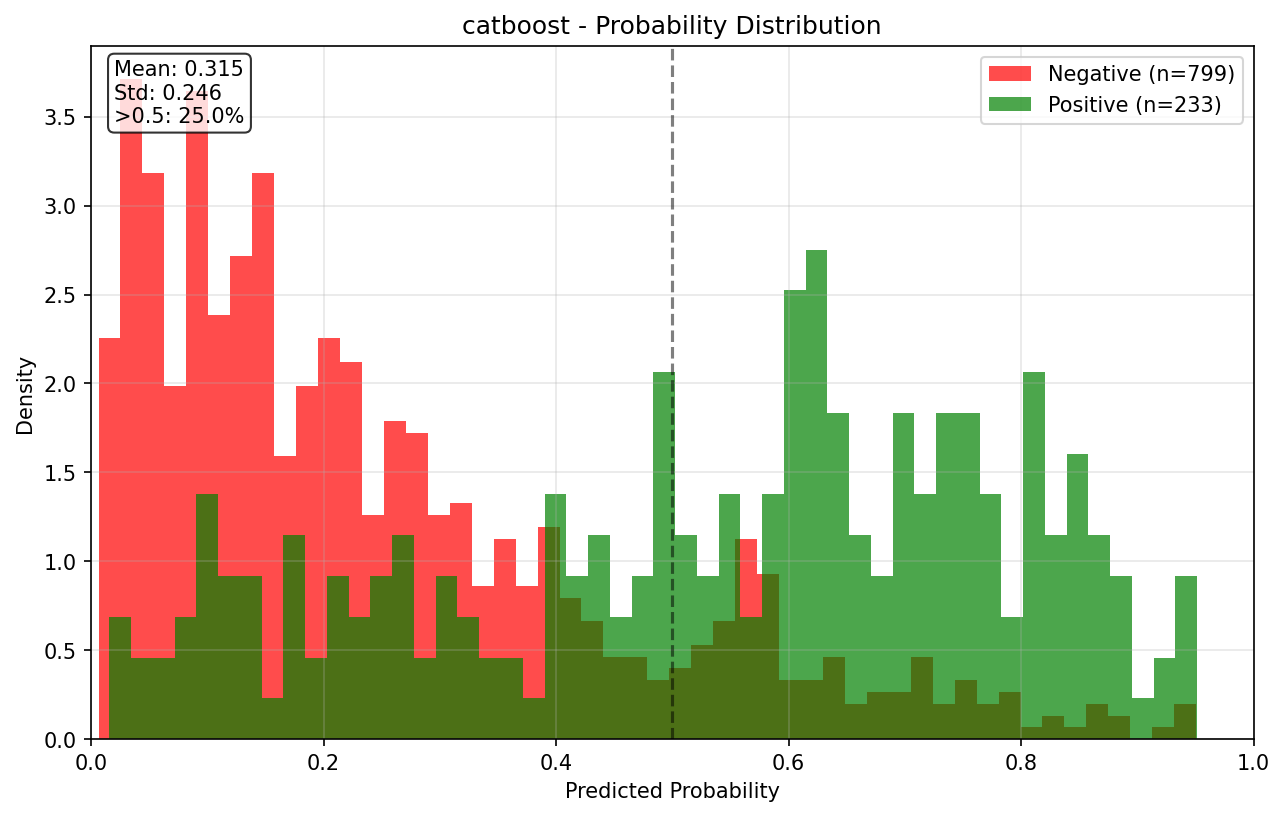 catboost - Probability Distribution
Mean: 0.315
Std: 0.246
>0.5: 25.0%
Negative (n=799)
Positive (n=233)
3.5
3.0
2.5
2.0
1.5
1.0
0.5
0.0
Density
0.0 0.2 0.4 0.6 0.8 1.0
Predicted Probability